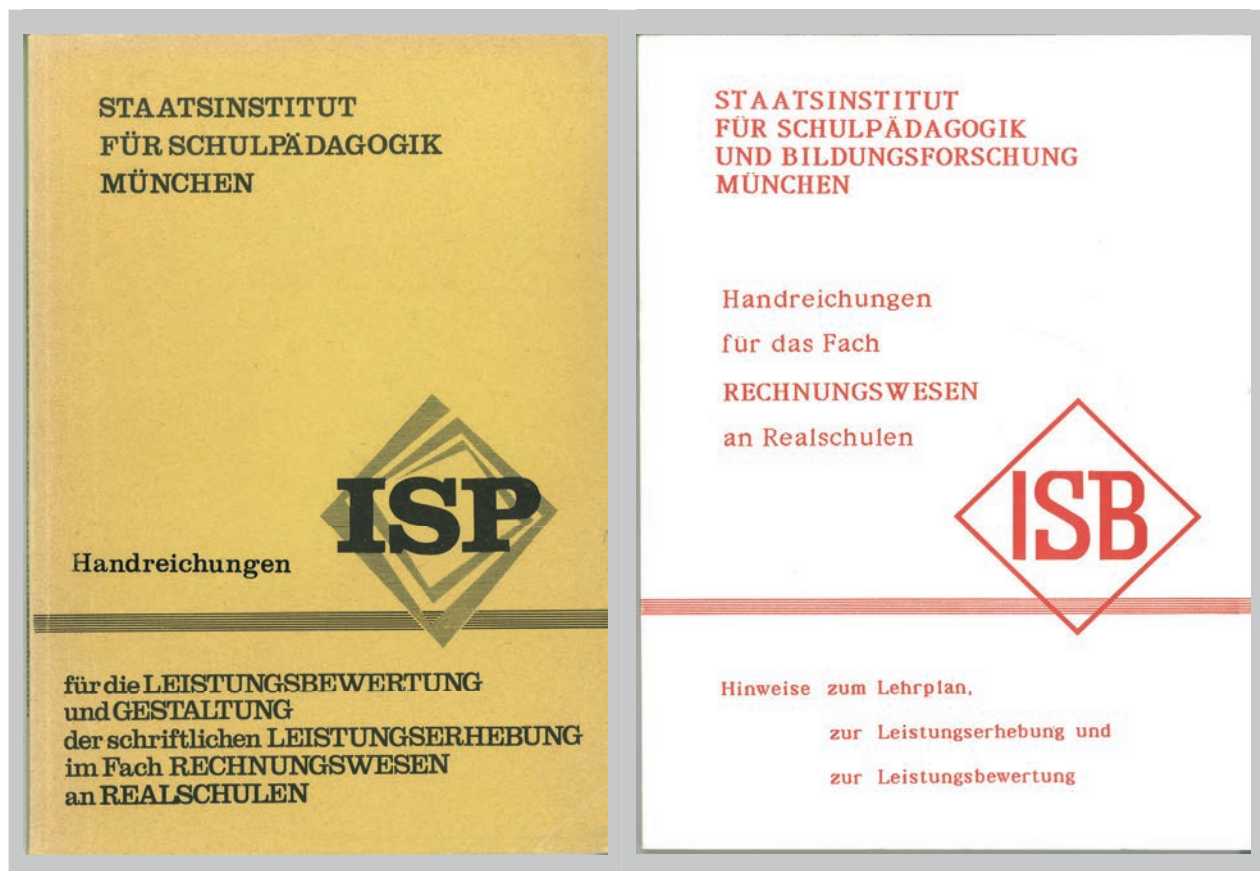 STAATSINSTITUT
FÜR SCHULPÄDAGOGIK
MÜNCHEN
ISP
Handreichungen
für die LEISTUNGSBEWERTUNG
und GESTALTUNG
der schriftlichen LEISTUNGSERHEBUNG
im Fach RECHNUNGSWESEN
an REALSCHULEN
STAATSINSTITUT
FÜR SCHULPÄDAGOGIK
UND BILDUNGSFORSCHUNG
MÜNCHEN
Handreichungen
für das Fach
RECHNUNGSWESEN
an Realschulen
ISB
Hinweise zum Lehrplan,
zur Leistungserhebung und
zur Leistungsbewertung